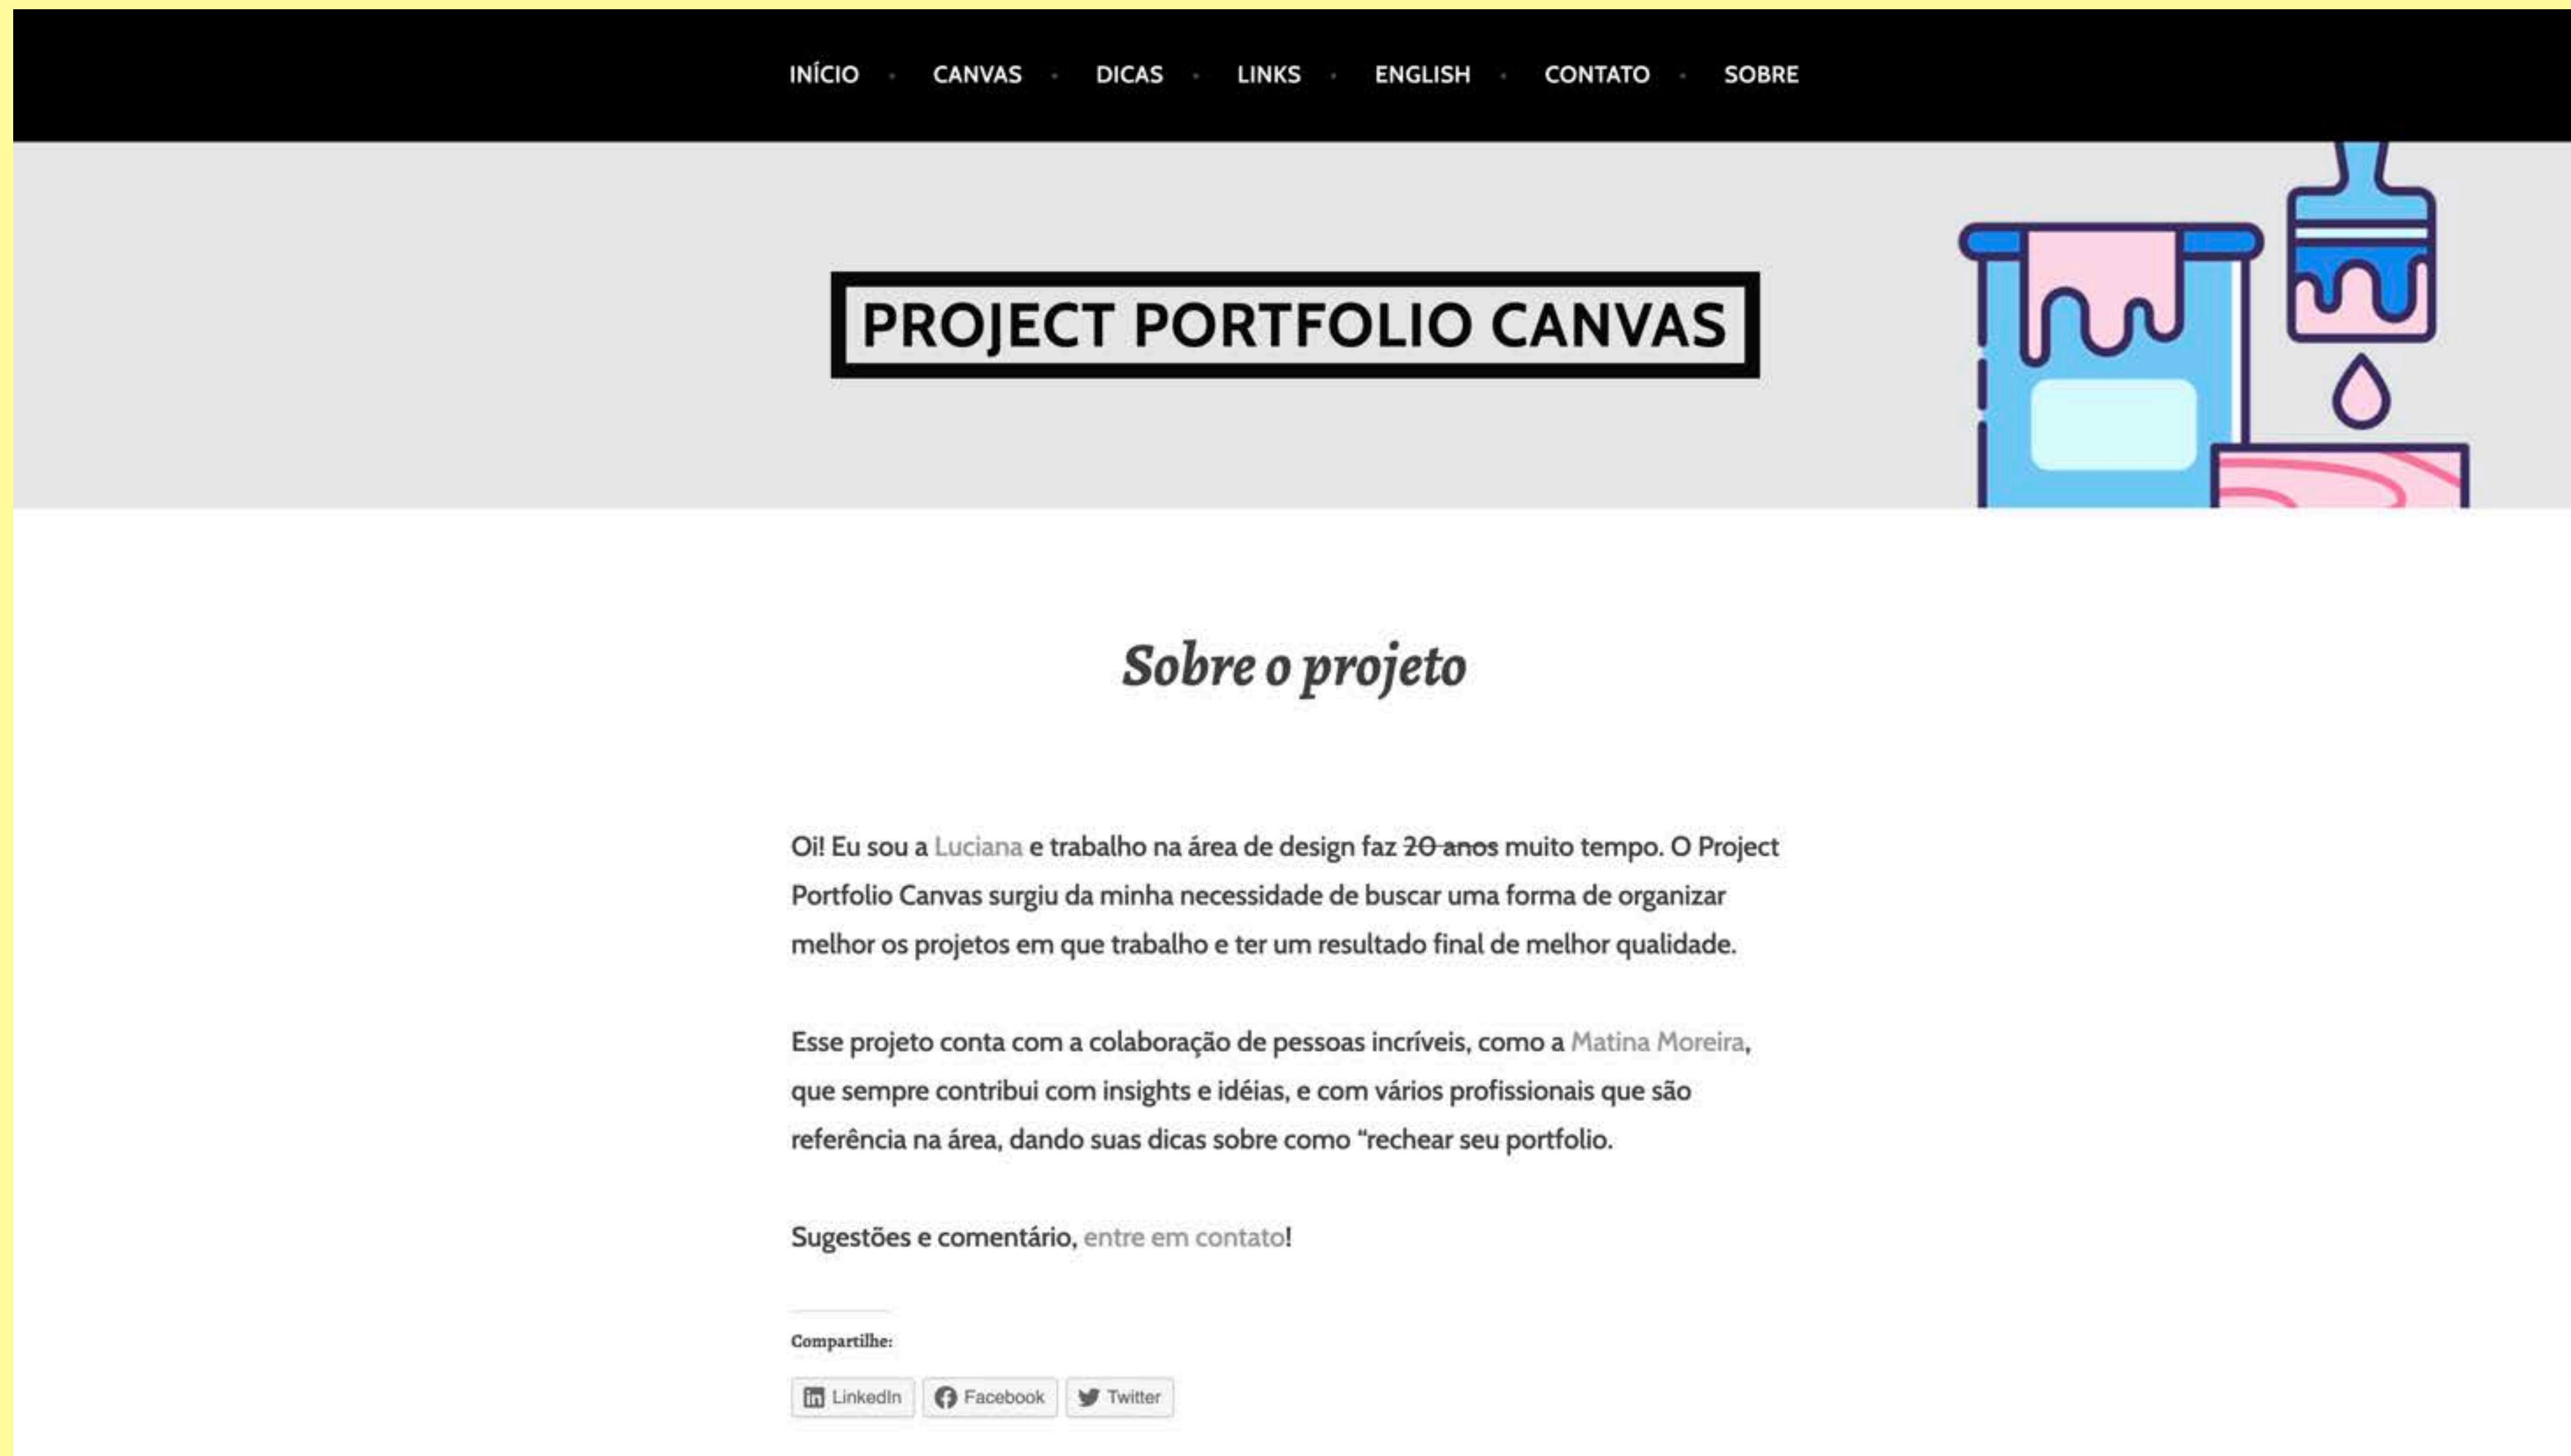 INÍCIO · CANVAS · DICAS · LINKS · ENGLISH · CONTATO · SOBRE
PROJECT PORTFOLIO CANVAS
Sobre o projeto
Oi! Eu sou a Luciana e trabalho na área de design faz 20 anos muito tempo. O Project
Portfolio Canvas surgiu da minha necessidade de buscar uma forma de organizar
melhor os projetos em que trabalho e ter um resultado final de melhor qualidade.
Esse projeto conta com a colaboração de pessoas incríveis, como a Matina Moreira,
que sempre contribui com insights e idéias, e com vários profissionais que são
referência na área, dando suas dicas sobre como “rechear seu portfolio.
Sugestões e comentário, entre em contato!
Compartilhe:
LinkedIn Facebook Twitter